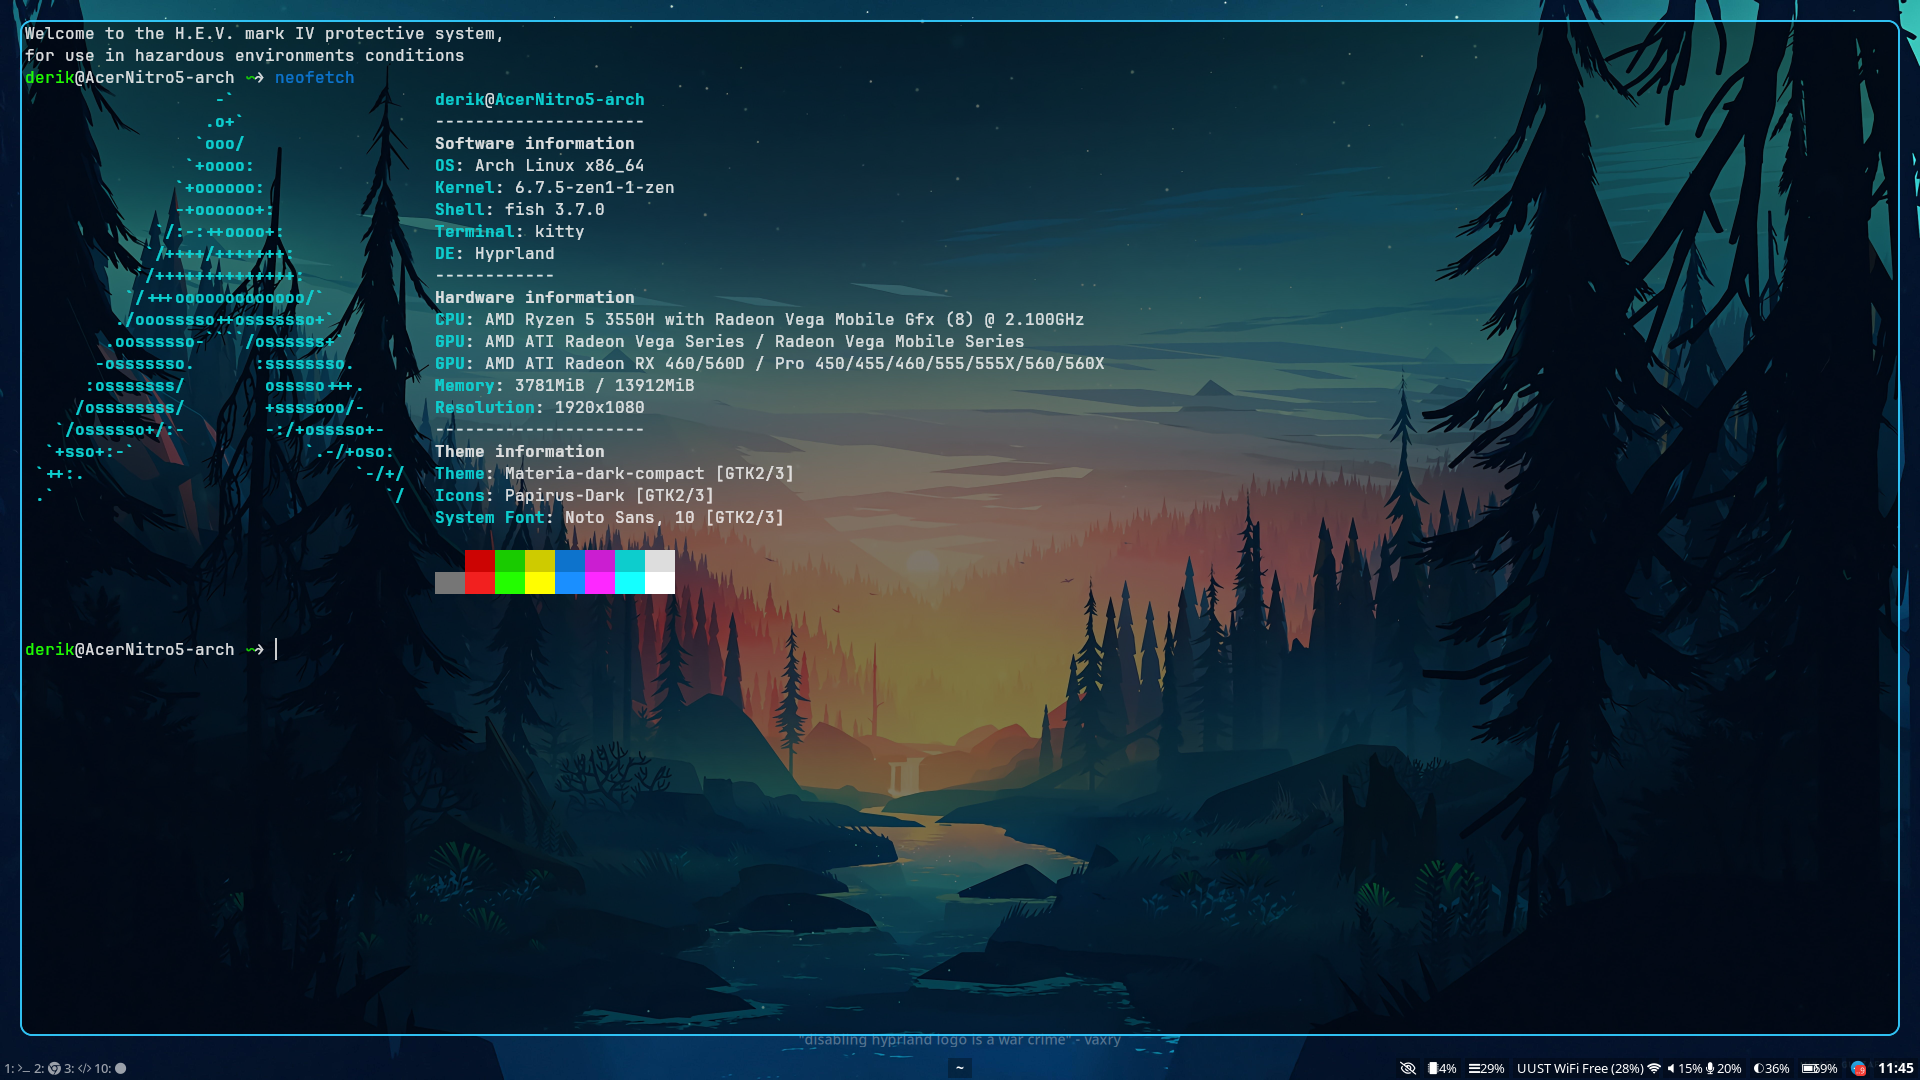 Welcome to the H.E.V. mark IV protective system,
for use in hazardous environments conditions
derik@AcerNitro5-arch ~> neofetch
derik@AcerNitro5-arch
---------------------
Software information
OS: Arch Linux x86_64
Kernel: 6.7.5-zen1-1-zen
Shell: fish 3.7.0
Terminal: kitty
DE: Hyprland
------------
Hardware information
CPU: AMD Ryzen 5 3550H with Radeon Vega Mobile Gfx (8) @ 2.100GHz
GPU: AMD ATI Radeon Vega Series / Radeon Vega Mobile Series
GPU: AMD ATI Radeon RX 460/560D / Pro 450/455/460/555/555X/560/560X
Memory: 3781MiB / 13912MiB
Resolution: 1920x1080
---------------------
Theme information
Theme: Materia-dark-compact [GTK2/3]
Icons: Papirus-Dark [GTK2/3]
System Font: Noto Sans, 10 [GTK2/3]
derik@AcerNitro5-arch ~>
"disabling hyprland logo is a war crime" - vaxry
1: >_ 2: 3: </> 10: ~ 4% 29% UUST WiFi Free (28%) 15% 20% 36% 69% 11:45